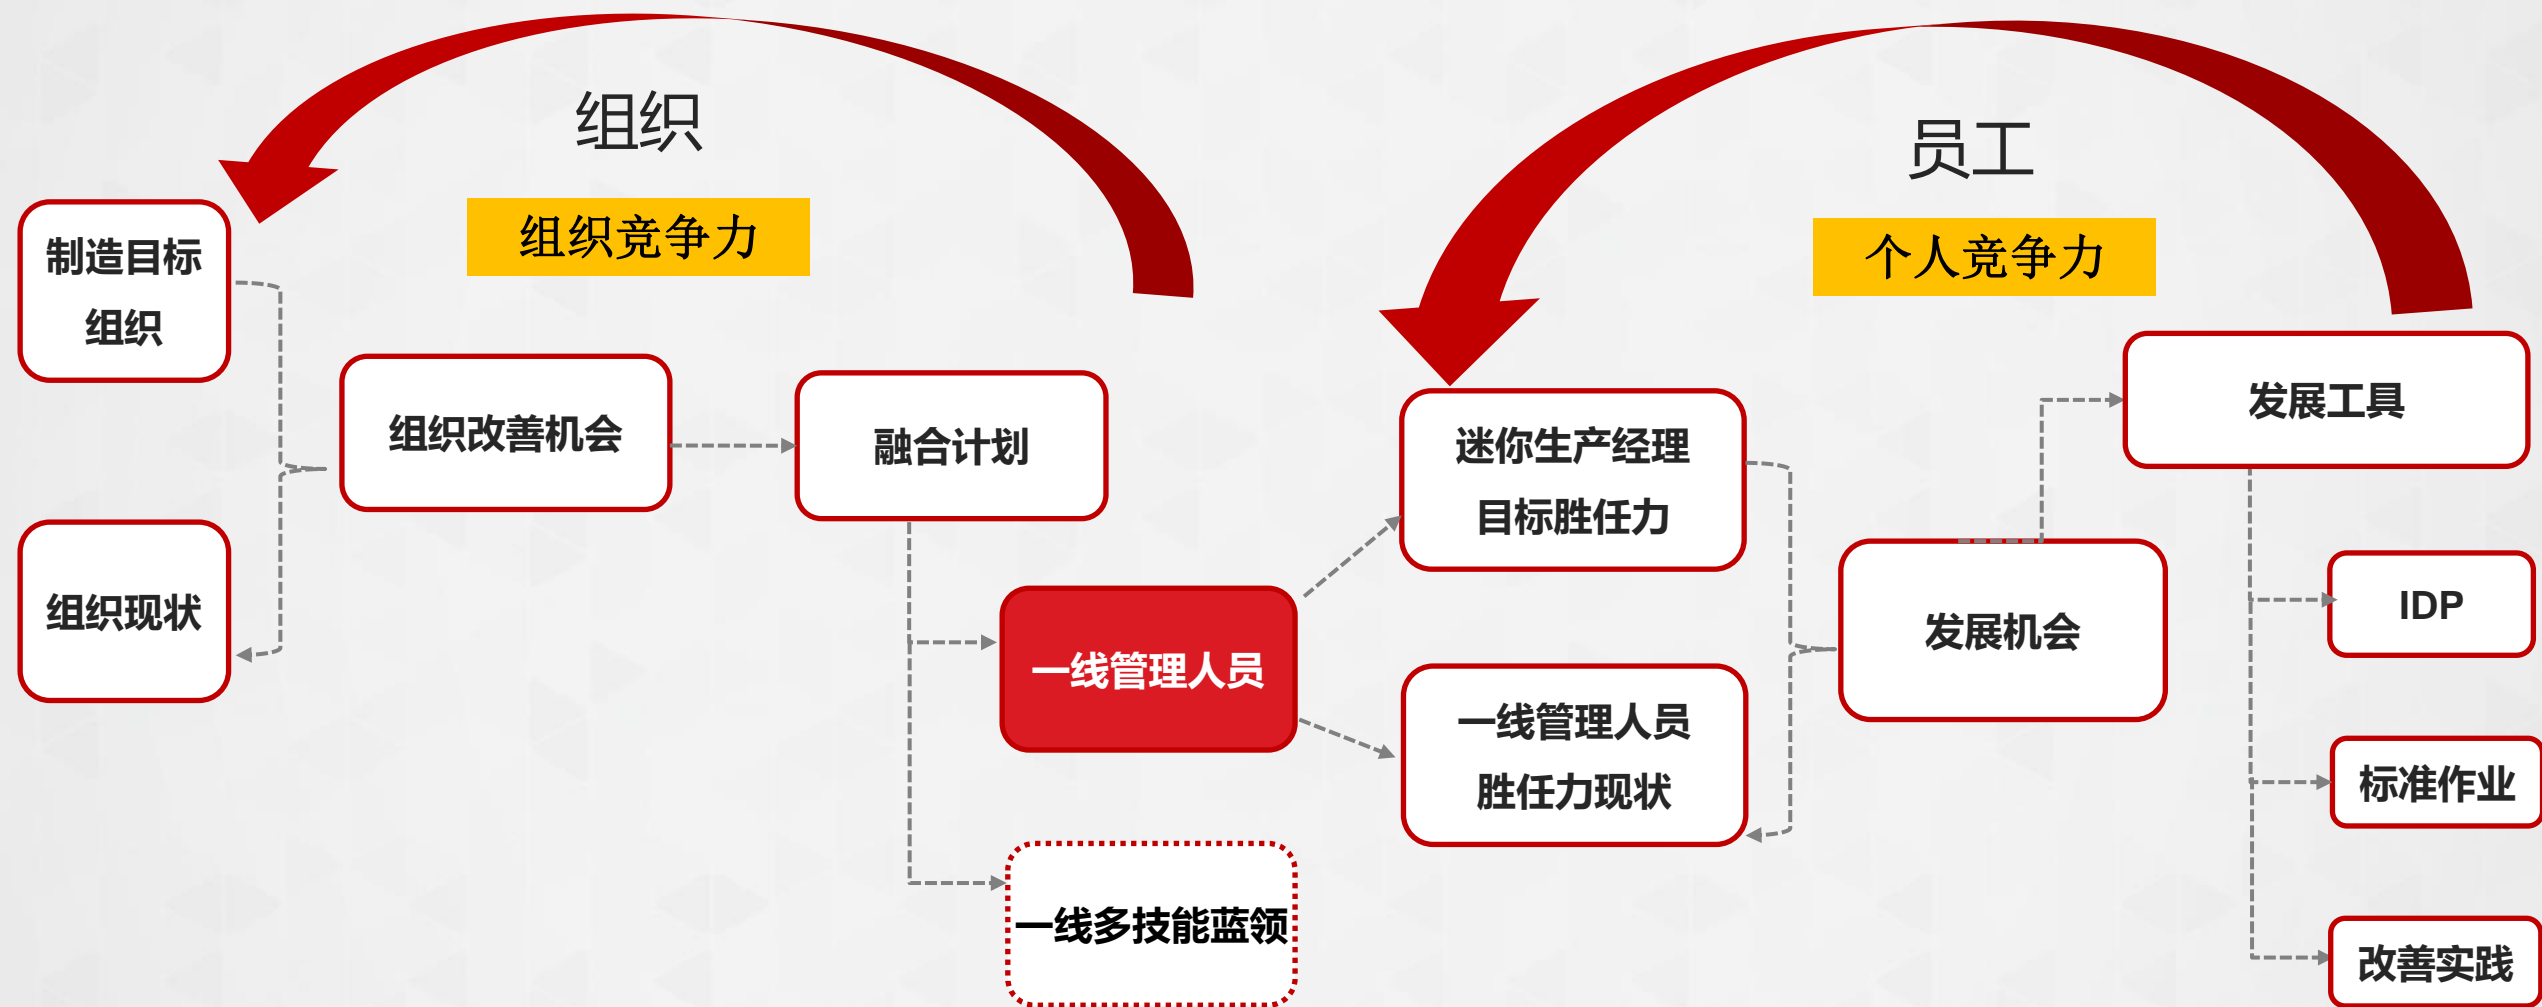 组织
员工
组织竞争力
个人竞争力
制造目标
组织
组织现状
组织改善机会
融合计划
一线管理人员
一线多技能蓝领
迷你生产经理
目标胜任力
一线管理人员
胜任力现状
发展机会
发展工具
IDP
标准作业
改善实践